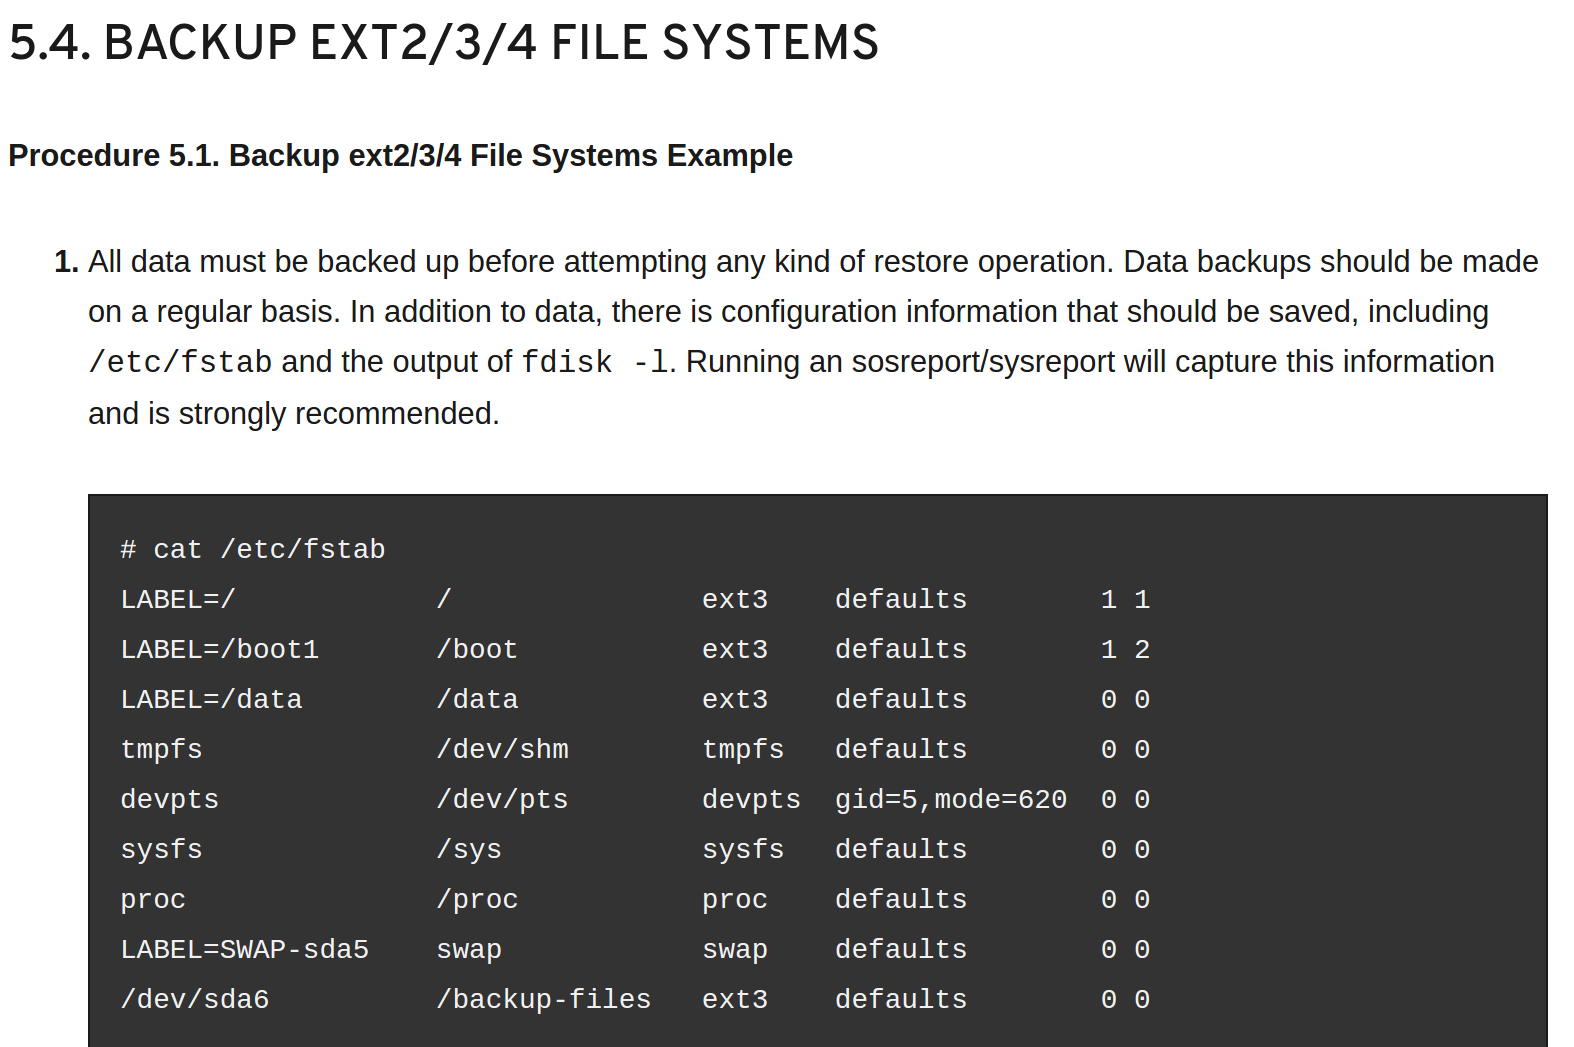 5.4. BACKUP EXT2/3/4 FILE SYSTEMS
Procedure 5.1. Backup ext2/3/4 File Systems Example
1. All data must be backed up before attempting any kind of restore operation. Data backups should be made
on a regular basis. In addition to data, there is configuration information that should be saved, including
/etc/fstab and the output of fdisk -l. Running an sosreport/sysreport will capture this information
and is strongly recommended.
# cat /etc/fstab
LABEL=/            /               ext3    defaults        1 1
LABEL=/boot1       /boot           ext3    defaults        1 2
LABEL=/data        /data           ext3    defaults        0 0
tmpfs              /dev/shm        tmpfs   defaults        0 0
devpts             /dev/pts        devpts  gid=5,mode=620  0 0
sysfs              /sys            sysfs   defaults        0 0
proc               /proc           proc    defaults        0 0
LABEL=SWAP-sda5    swap            swap    defaults        0 0
/dev/sda6          /backup-files   ext3    defaults        0 0